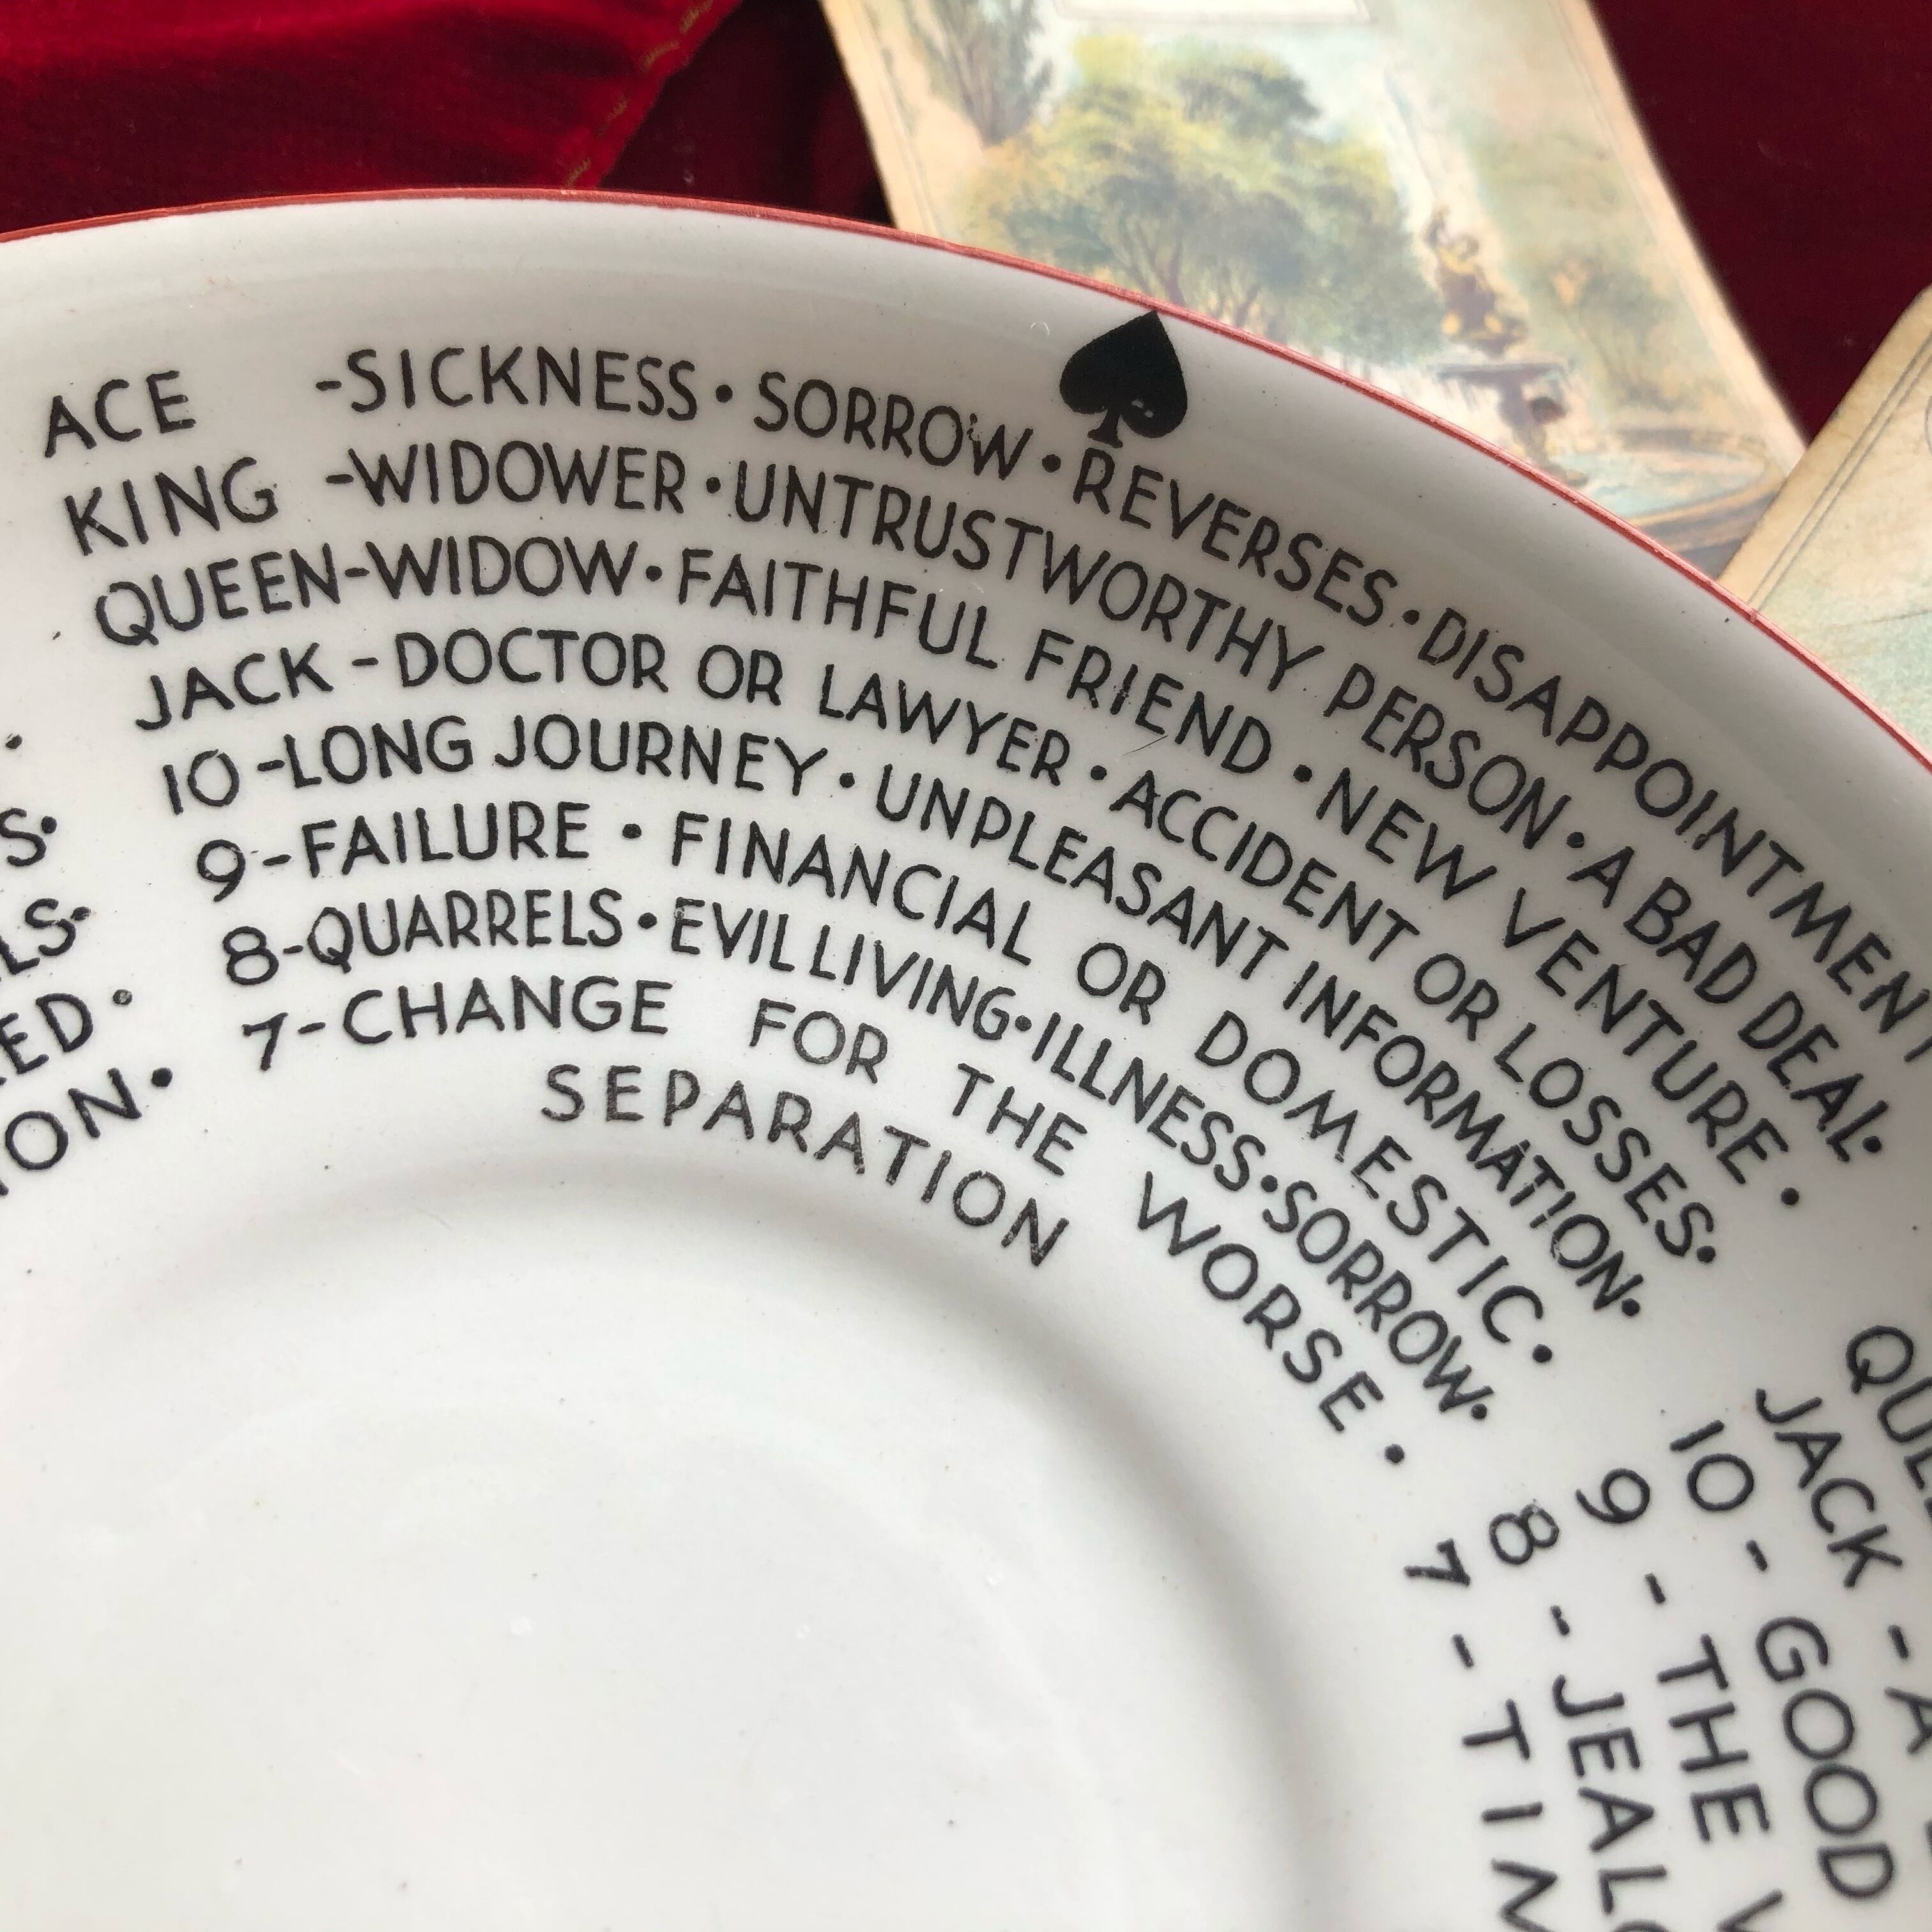 ACE -SICKNESS • SORROW • REVERSES • DISAPPOINTMENT
KING -WIDOWER • UNTRUSTWORTHY PERSON • A BAD DEAL•
QUEEN-WIDOW • FAITHFUL FRIEND • NEW VENTURE •
JACK - DOCTOR OR LAWYER • ACCIDENT OR LOSSES•
10 -LONG JOURNEY • UNPLEASANT INFORMATION•
9 -FAILURE • FINANCIAL OR DOMESTIC •
8-QUARRELS • EVIL LIVING • ILLNESS • SORROW•
7-CHANGE FOR THE WORSE •
SEPARATION
JACK - A
10 - GOOD
9 - THE
8 -
7 -